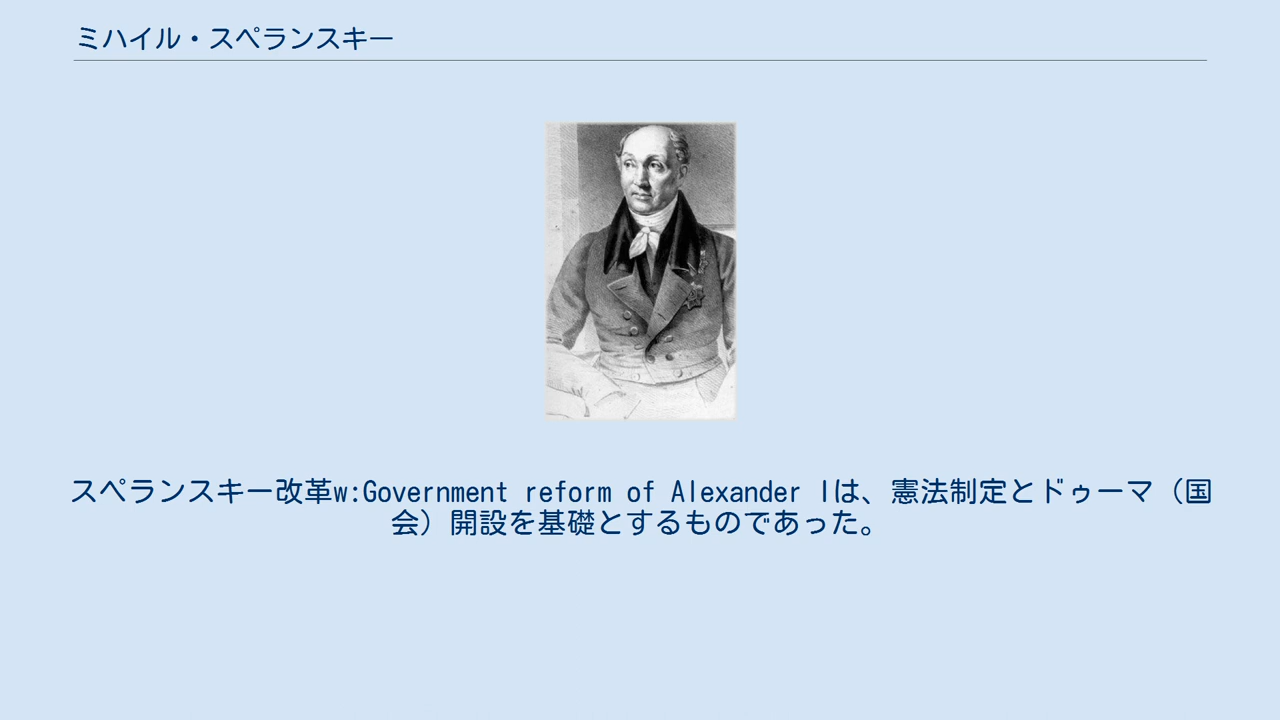 ミハイル・スペランスキー
スペランスキー改革w:Government reform of Alexander Iは、憲法制定とドゥーマ（国
会）開設を基礎とするものであった。